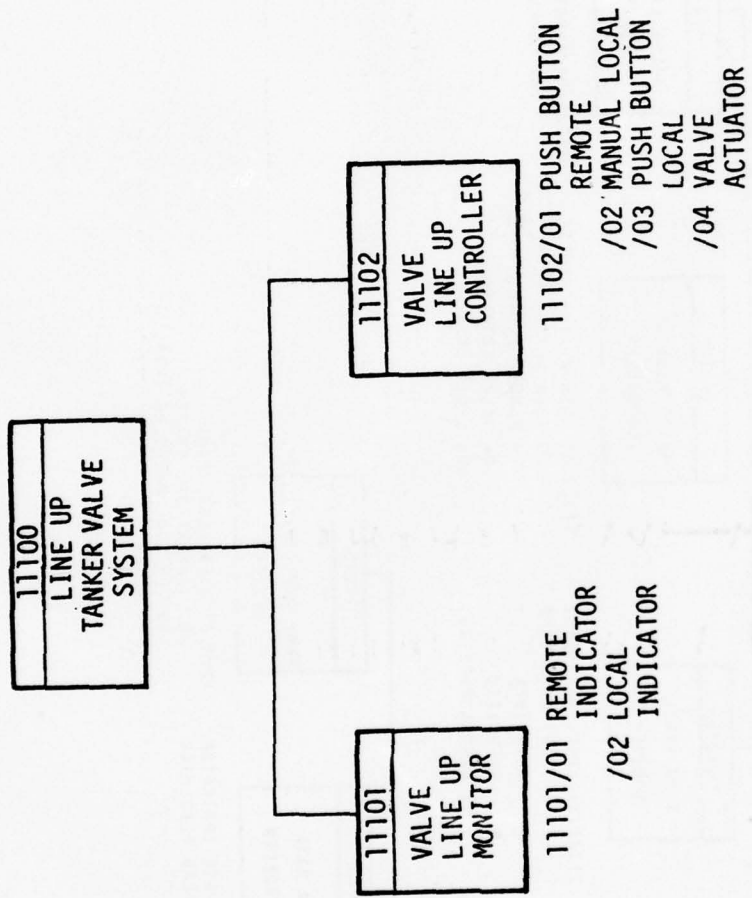 11100
LINE UP
TANKER VALVE
SYSTEM
11101
VALVE
LINE UP
MONITOR
11101/01 REMOTE
INDICATOR
/02 LOCAL
INDICATOR
11102
VALVE
LINE UP
CONTROLLER
11102/01 PUSH BUTTON
REMOTE
/02 MANUAL LOCAL
/03 PUSH BUTTON
LOCAL
/04 VALVE
ACTUATOR